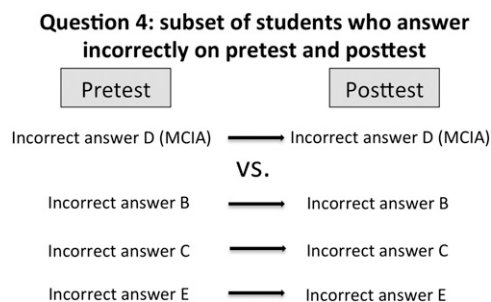 Question 4: subset of students who answer
incorrectly on pretest and posttest
Pretest Posttest
Incorrect answer D (MCIA) Incorrect answer D (MCIA)
vs.
Incorrect answer B Incorrect answer B
Incorrect answer C Incorrect answer C
Incorrect answer E Incorrect answer E